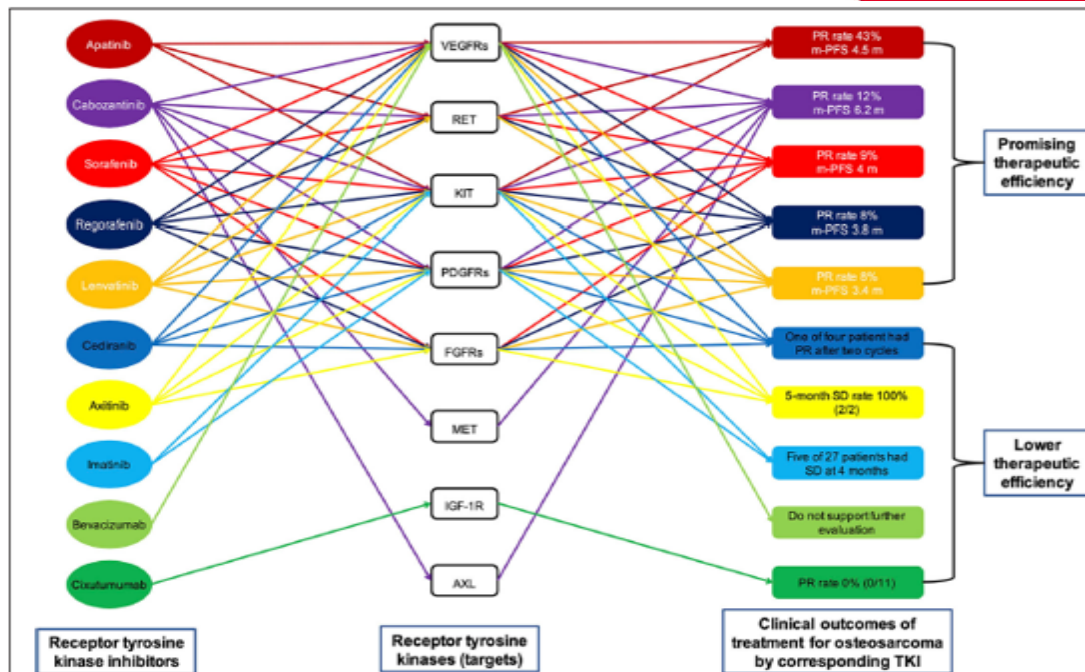 Apatinib
Cabozantinib
Sorafenib
Regorafenib
Lenvatinib
Cediranib
Axitinib
Imatinib
Bevacizumab
Cixutumumab
Receptor tyrosine
kinase inhibitors
VEGFRs
RET
KIT
PDGFRs
FGFRs
MET
IGF-1R
AXL
Receptor tyrosine
kinases (targets)
PR rate 43%
m-PFS 4.5 m
PR rate 12%
m-PFS 6.2 m
PR rate 9%
m-PFS 4 m
PR rate 8%
m-PFS 3.8 m
PR rate 8%
m-PFS 3.4 m
One of four patient had
PR after two cycles
5-month SD rate 100%
(2/2)
Five of 27 patients had
SD at 4 months
Do not support further
evaluation
PR rate 0% (0/11)
Clinical outcomes of
treatment for osteosarcoma
by corresponding TKI
Promising
therapeutic
efficiency
Lower
therapeutic
efficiency